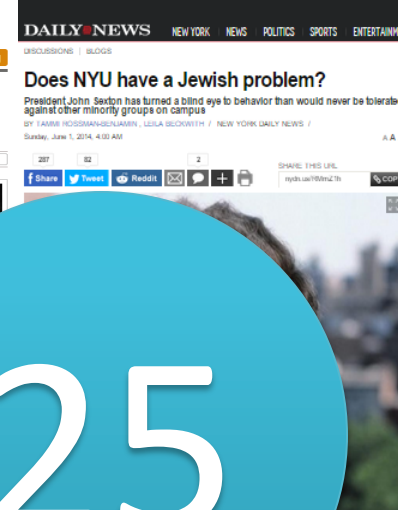 DAILY NEWS NEW YORK NEWS POLITICS SPORTS ENTERTAINM
DISCUSSIONS | BLOGS
Does NYU have a Jewish problem?
President John Sexton has turned a blind eye to behavior than would never be tolerate
against other minority groups on campus
BY TAMMI ROSSMAN-BENJAMIN , LEILA BECKWITH / NEW YORK DAILY NEWS /
Sunday, June 1, 2014, 4:00 AM A A
287 82 2
Share Tweet Reddit
SHARE THIS URL
COP
25